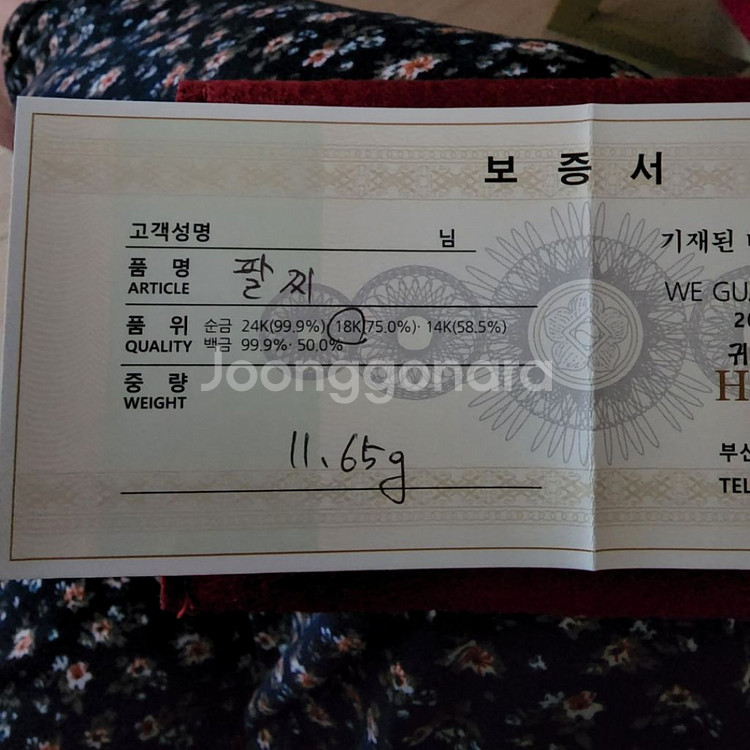 보 증 서
고객성명 님
품 명 팔찌
ARTICLE
품 위 순금 24K(99.9%)· 18K(75.0%)· 14K(58.5%)
QUALITY 백금 99.9%· 50.0%
중 량
WEIGHT
11.65g
기재된
WE GU
20
귀
H
부산
TEL
Joonggonara